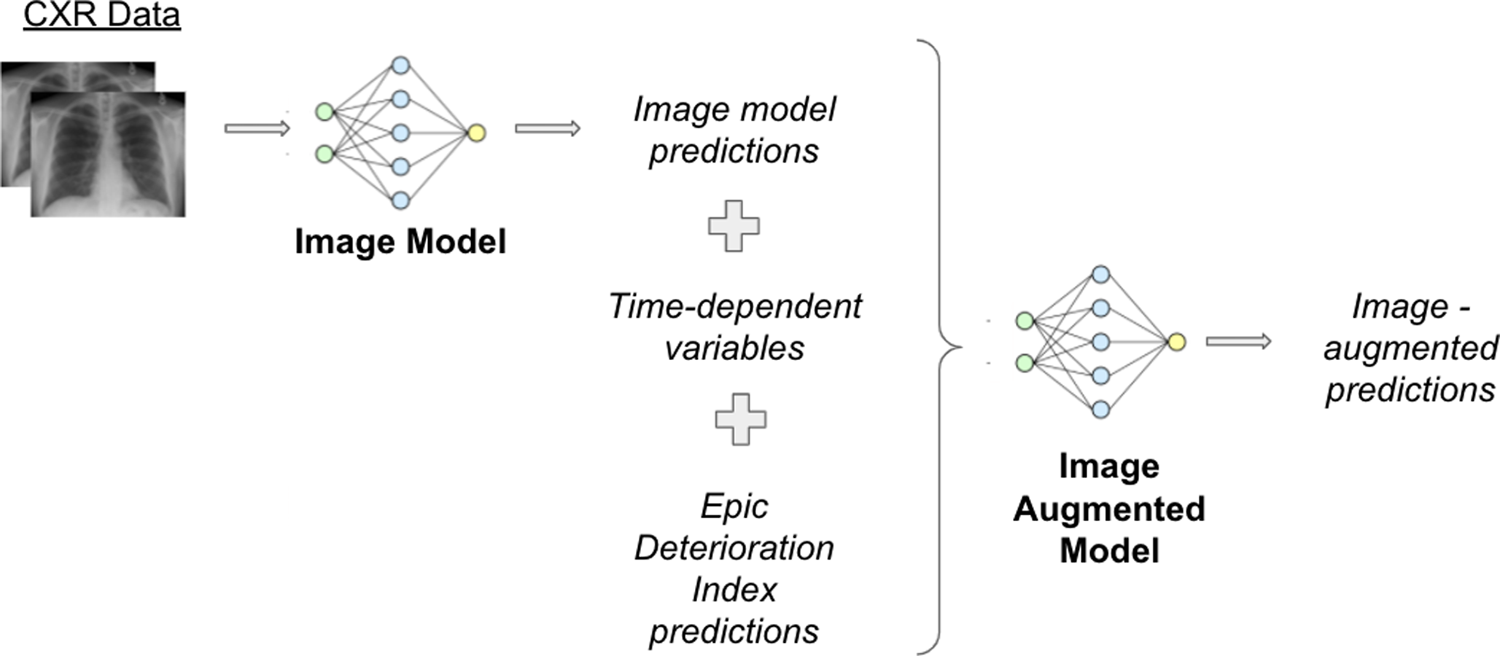 CXR Data
Image Model
Image model
predictions
Time-dependent
variables
Epic
Deterioration
Index
predictions
Image
Augmented
Model
Image -
augmented
predictions